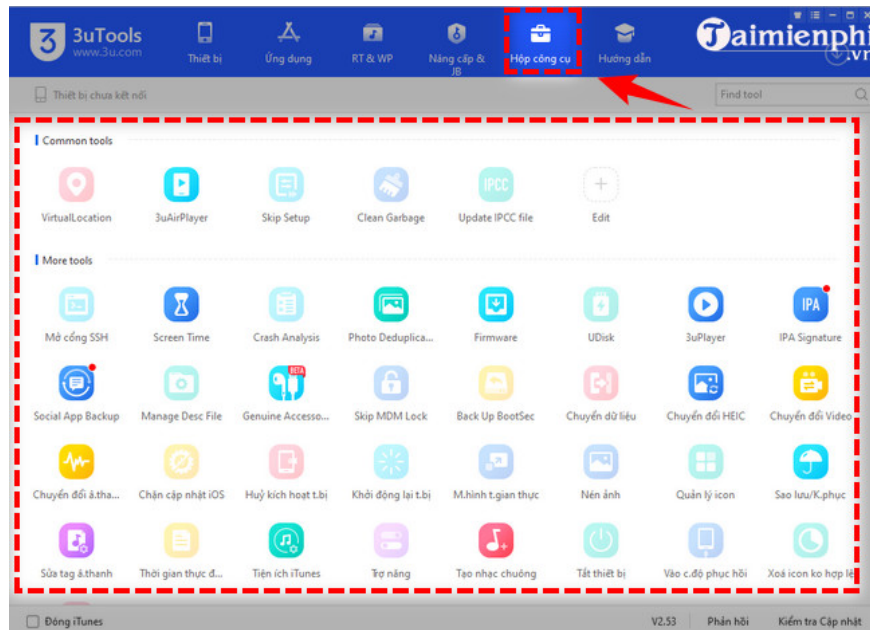 3uTools
www.3u.com
Thiết bị
Ứng dụng
RT & WP
Nâng cấp & JB
Hộp công cụ
Hướng dẫn
Taimienphi
.vn
Thiết bị chưa kết nối
Find tool
Common tools
VirtualLocation
3uAirPlayer
Skip Setup
Clean Garbage
IPCC
Update IPCC file
Edit
More tools
Mở cổng SSH
Screen Time
Crash Analysis
Photo Deduplica...
Firmware
UDisk
3uPlayer
IPA
IPA Signature
Social App Backup
Manage Desc File
BETA
Genuine Accesso...
Skip MDM Lock
Back Up BootSec
Chuyển dữ liệu
Chuyển đổi HEIC
Chuyển đổi Video
Chuyển đổi â.tha...
Chặn cập nhật iOS
Huỷ kích hoạt t.bị
Khởi động lại t.bị
M.hình t.gian thực
Nén ảnh
Quản lý icon
Sao lưu/K.phục
Sửa tag â.thanh
Thời gian thực đ...
Tiện ích iTunes
Trợ năng
Tạo nhạc chuông
Tắt thiết bị
Vào c.độ phục hồi
Xoá icon ko hợp lệ
Đóng iTunes
V2.53
Phản hồi
Kiểm tra Cập nhật